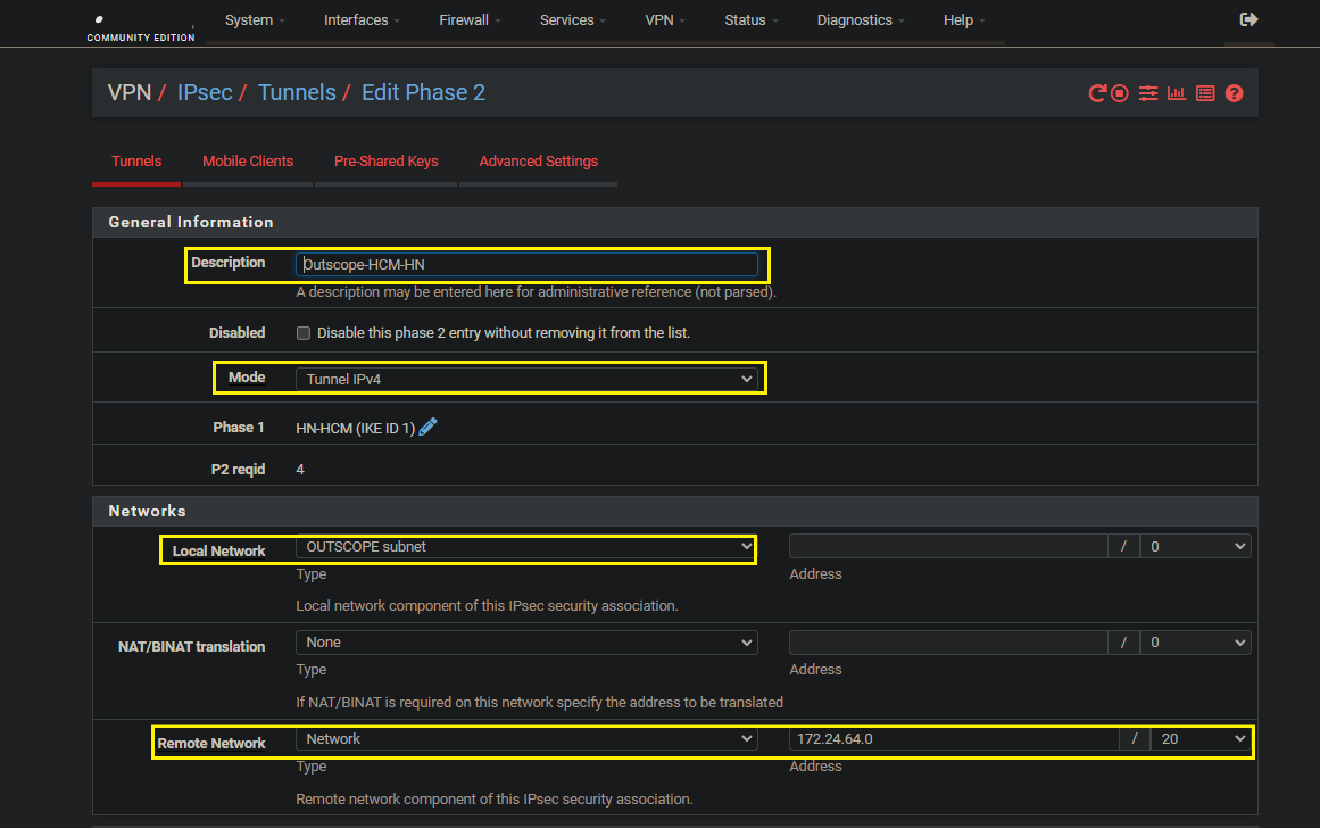 System Interfaces Firewall Services VPN Status Diagnostics Help
COMMUNITY EDITION
VPN / IPsec / Tunnels / Edit Phase 2
Tunnels Mobile Clients Pre-Shared Keys Advanced Settings
General Information
Description Outscope-HCM-HN
A description may be entered here for administrative reference (not parsed).
Disabled Disable this phase 2 entry without removing it from the list.
Mode Tunnel IPv4
Phase 1 HN-HCM (IKE ID 1)
P2 reqid 4
Networks
Local Network OUTSCOPE subnet / 0
Type Address
Local network component of this IPsec security association.
NAT/BINAT translation None / 0
Type Address
If NAT/BINAT is required on this network specify the address to be translated
Remote Network Network 172.24.64.0 / 20
Type Address
Remote network component of this IPsec security association.